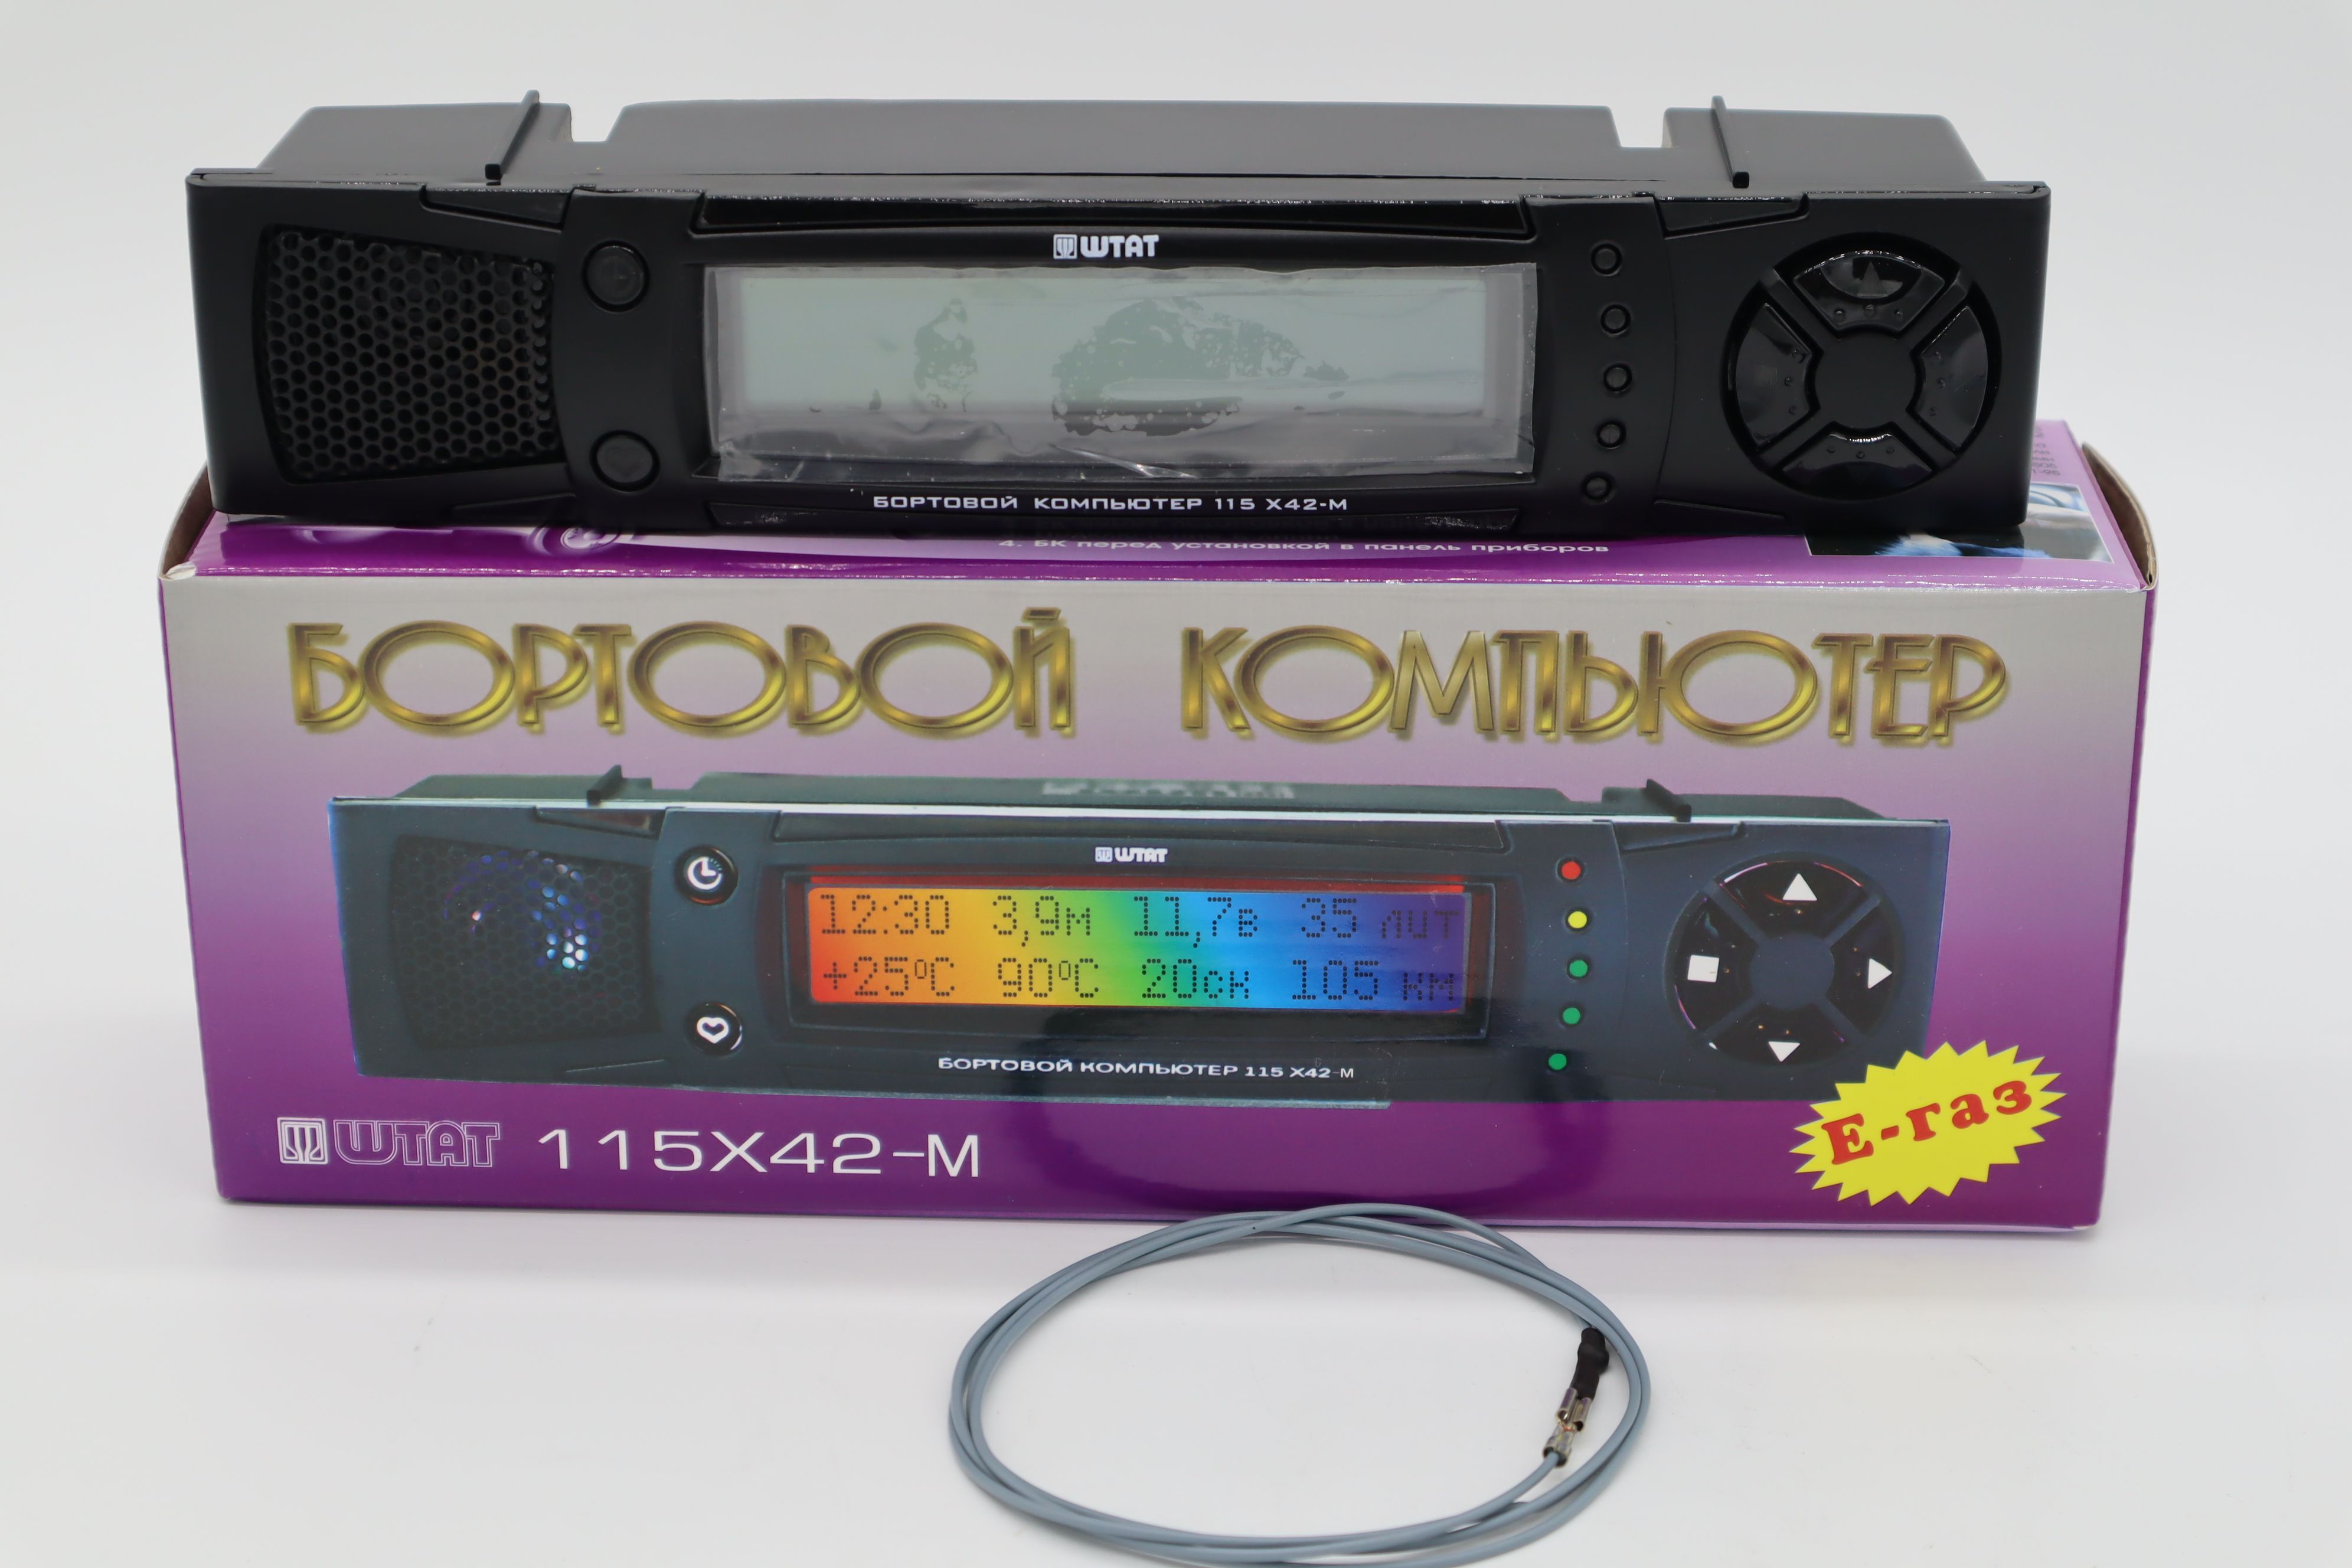 ШТАТ
БОРТОВОЙ КОМПЬЮТЕР 115 X42-М
4. БК перед установкой в панель приборов
БОРТОВОЙ КОМПЬЮТЕР
ШТАТ
12:30 3,9м 11,7в 35 лит
+25°C 90°C 20сн 105 км
БОРТОВОЙ КОМПЬЮТЕР 115 X42-М
Е-газ
ШТАТ 115X42-М